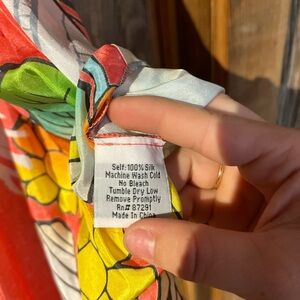 Self: 100% Silk
Machine Wash Cold
No Bleach
Tumble Dry Low
Remove Promptly
Rn# 87291
Made In China